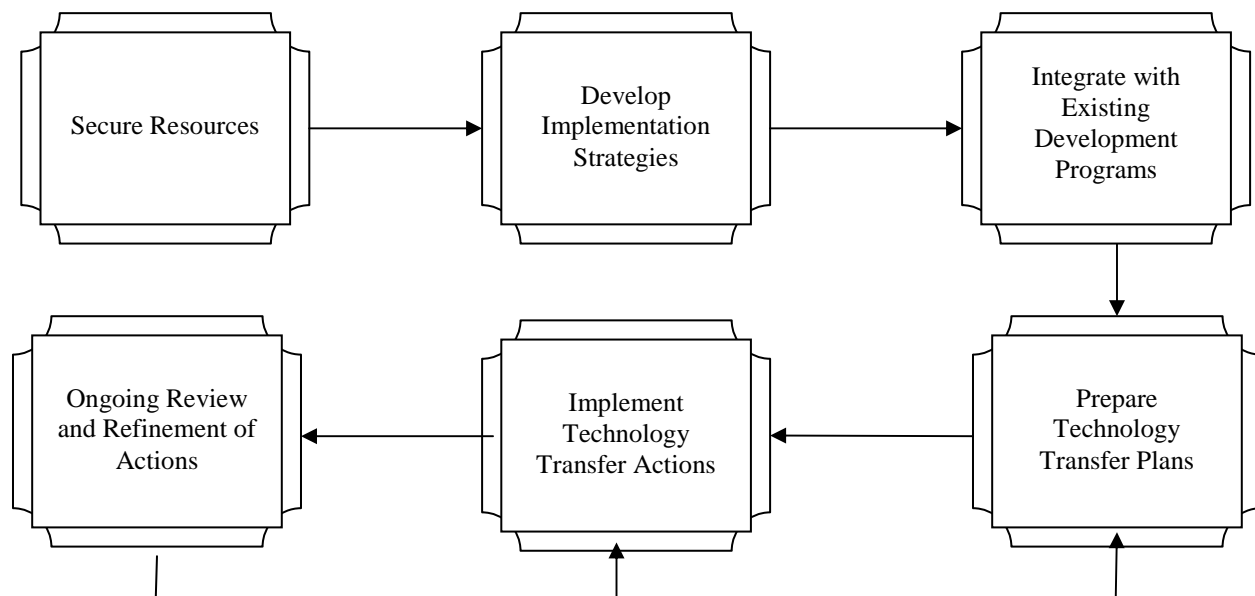 Secure Resources
Develop
Implementation
Strategies
Integrate with
Existing
Development
Programs
Ongoing Review
and Refinement of
Actions
Implement
Technology
Transfer Actions
Prepare
Technology
Transfer Plans